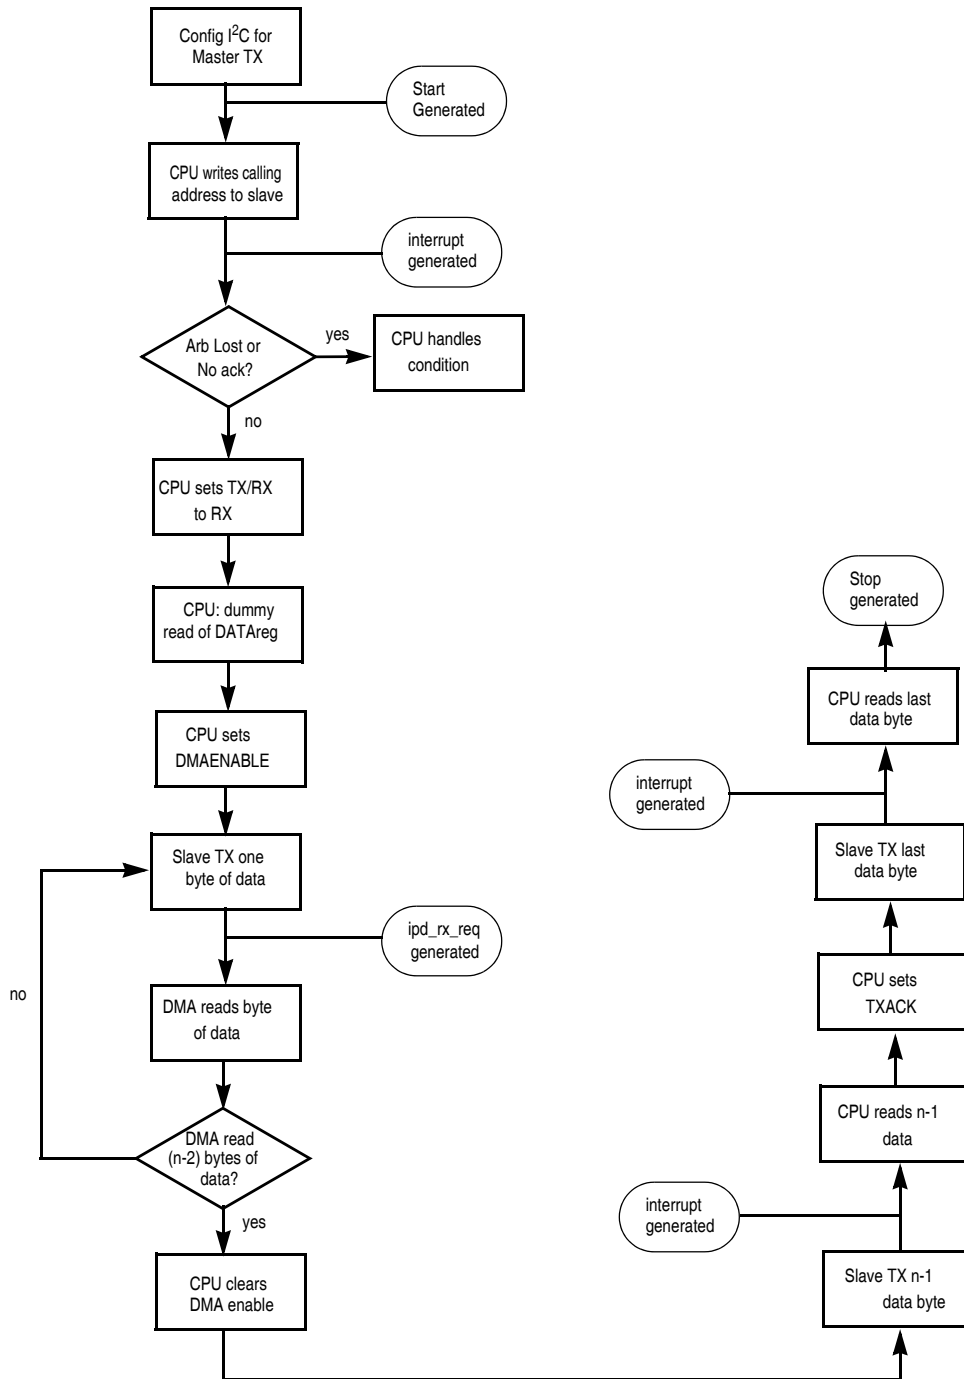 Config I²C for
Master TX
Start
Generated
CPU writes calling
address to slave
interrupt
generated
Arb Lost or
No ack?
yes
CPU handles
condition
no
CPU sets TX/RX
to RX
CPU: dummy
read of DATAreg
CPU sets
DMAENABLE
Slave TX one
byte of data
ipd_rx_req
generated
no
DMA reads byte
of data
DMA read
(n-2) bytes of
data?
yes
CPU clears
DMA enable
Slave TX n-1
data byte
interrupt
generated
CPU reads n-1
data
CPU sets
TXACK
Slave TX last
data byte
interrupt
generated
CPU reads last
data byte
Stop
generated